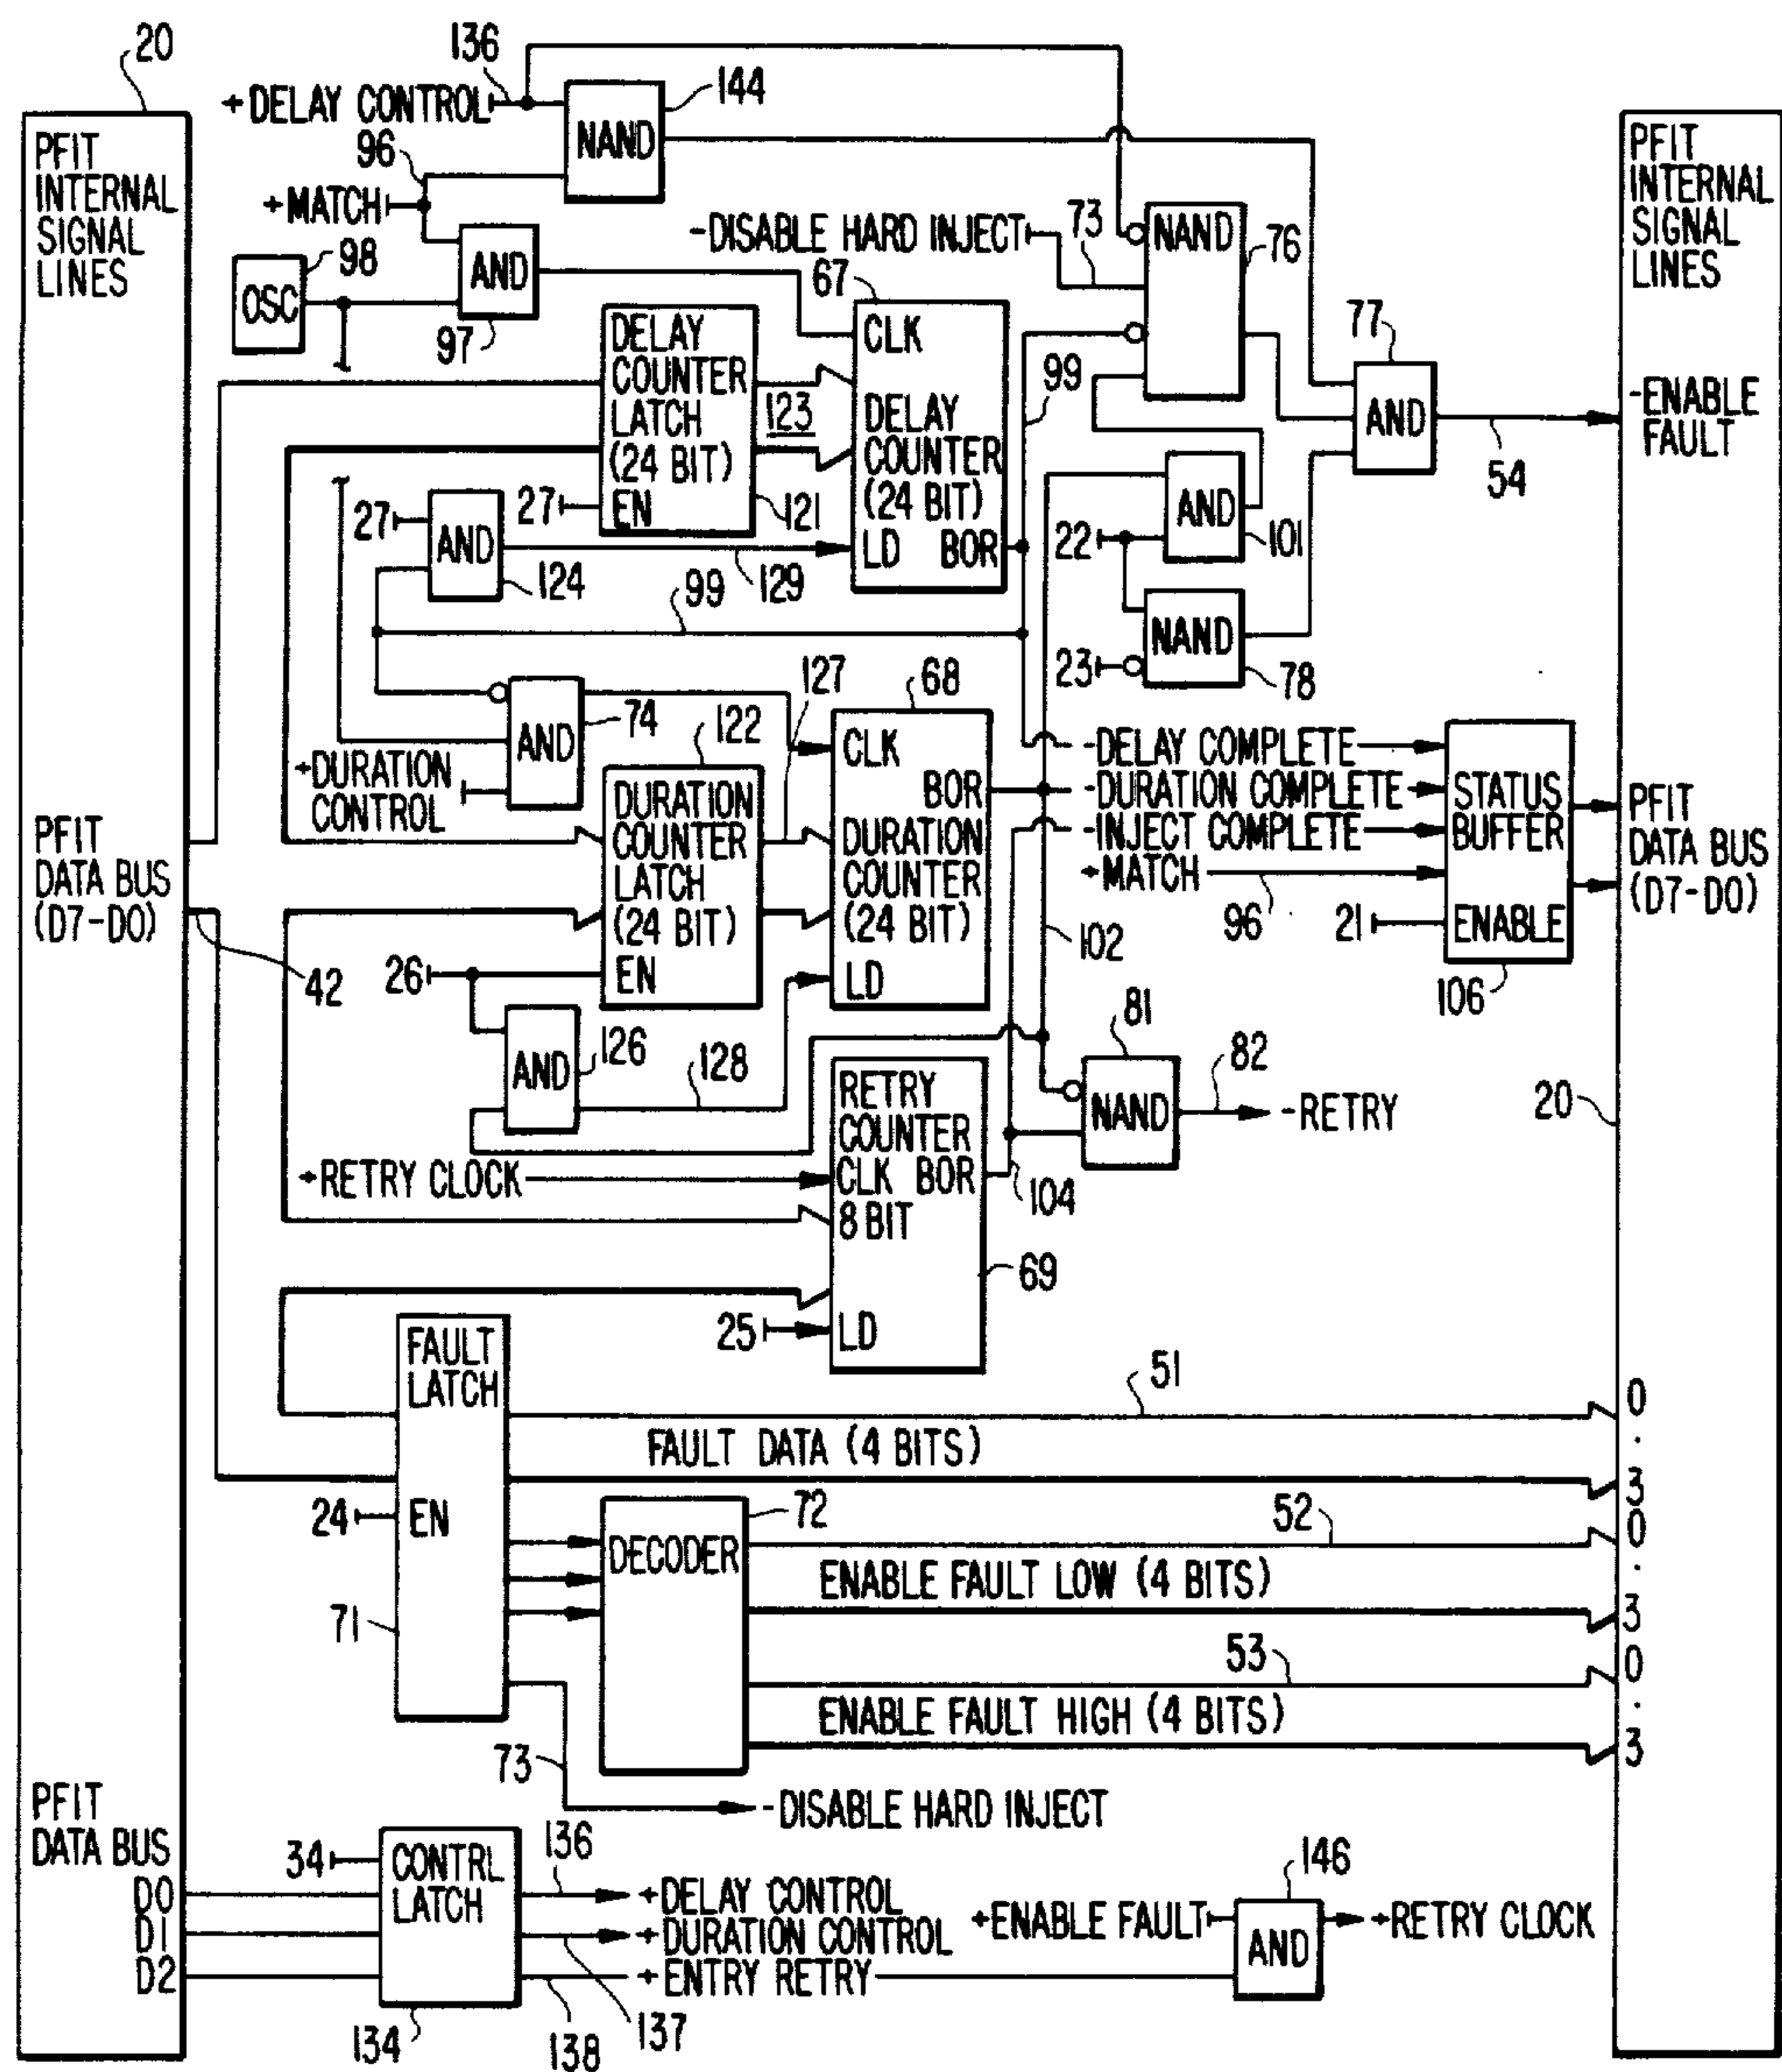 20
PFIT
INTERNAL
SIGNAL
LINES
PFIT
DATA BUS
(D7-D0)
42
PFIT
DATA BUS
D0
D1
D2
136
+DELAY CONTROL
96
+MATCH
98
OSC
144
NAND
AND
97
-DISABLE HARD INJECT
73
NAND
76
67
CLK
DELAY
COUNTER
(24 BIT)
LD BOR
DELAY
COUNTER
LATCH
(24 BIT)
EN
123
121
27
27
AND
124
129
99
99
77
AND
54
-ENABLE
FAULT
22
AND
101
23
NAND
78
AND
74
+DURATION
CONTROL
122
127
68
DURATION
COUNTER
LATCH
(24 BIT)
EN
CLK
BOR
DURATION
COUNTER
(24 BIT)
LD
26
AND
126
128
102
-DELAY COMPLETE
-DURATION COMPLETE
-INJECT COMPLETE
+MATCH
96
21
STATUS
BUFFER
ENABLE
106
81
NAND
82
-RETRY
RETRY
COUNTER
CLK BOR
8 BIT
LD
+RETRY CLOCK
104
69
25
FAULT
LATCH
EN
24
71
51
FAULT DATA (4 BITS)
72
DECODER
52
ENABLE FAULT LOW (4 BITS)
53
ENABLE FAULT HIGH (4 BITS)
73
-DISABLE HARD INJECT
34
CONTRL
LATCH
134
136
+DELAY CONTROL
+DURATION CONTROL
+ENTRY RETRY
137
138
+ENABLE FAULT
146
AND
+RETRY CLOCK
PFIT
INTERNAL
SIGNAL
LINES
PFIT
DATA BUS
(D7-D0)
20
0
3
0
3
0
3